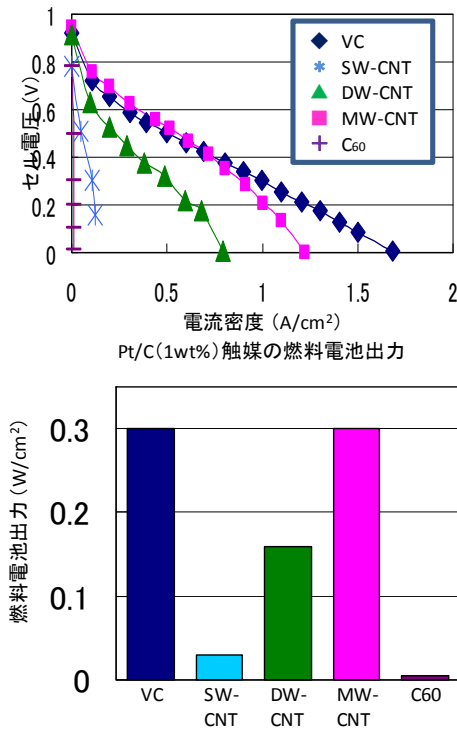 セル電圧(V)
1
0.8
0.6
0.4
0.2
0
VC
SW-CNT
DW-CNT
MW-CNT
C₆₀
0 0.5 1 1.5 2
電流密度 (A/cm²)
Pt/C(1wt%)触媒の燃料電池出力
燃料電池出力(W/cm²)
0.3
0.2
0.1
0
VC SW-CNT DW-CNT MW-CNT C60